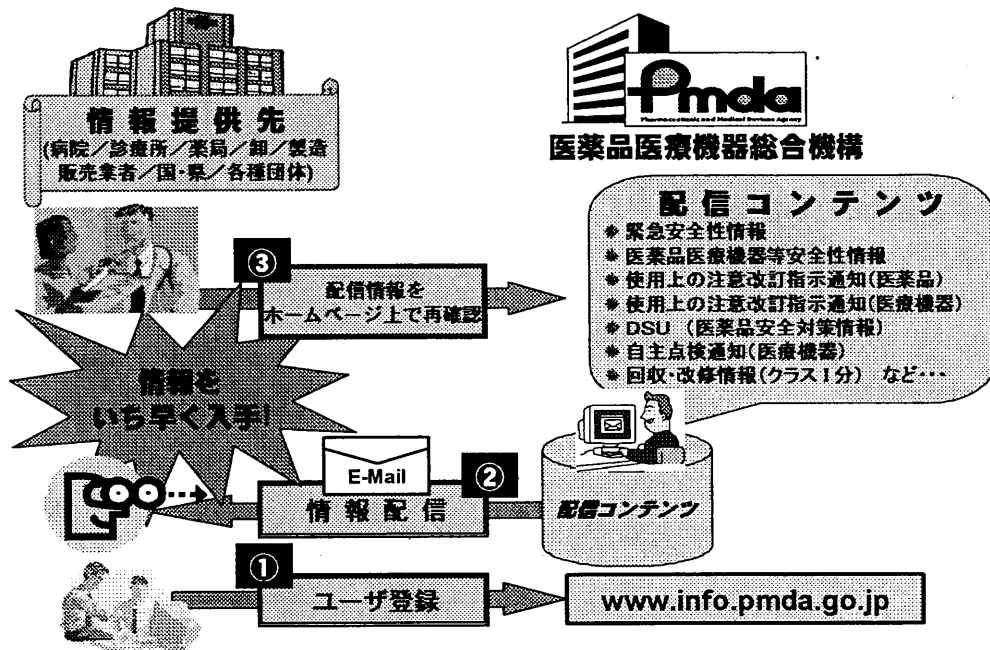 情報提供先
(病院／診療所／薬局／卸／製造
販売業者／国・県／各種団体)
Pmda
Pharmaceuticals and Medical Devices Agency
医薬品医療機器総合機構
配信コンテンツ
緊急安全性情報
医薬品医療機器等安全性情報
使用上の注意改訂指示通知(医薬品)
使用上の注意改訂指示通知(医療機器)
DSU (医薬品安全対策情報)
自主点検通知(医療機器)
回収・改修情報(クラスⅠ分) など・・・
③
配信情報を
ホームページ上で再確認
情報を
いち早く入手!
E-Mail
②
情報配信
配信コンテンツ
①
ユーザ登録
www.info.pmda.go.jp